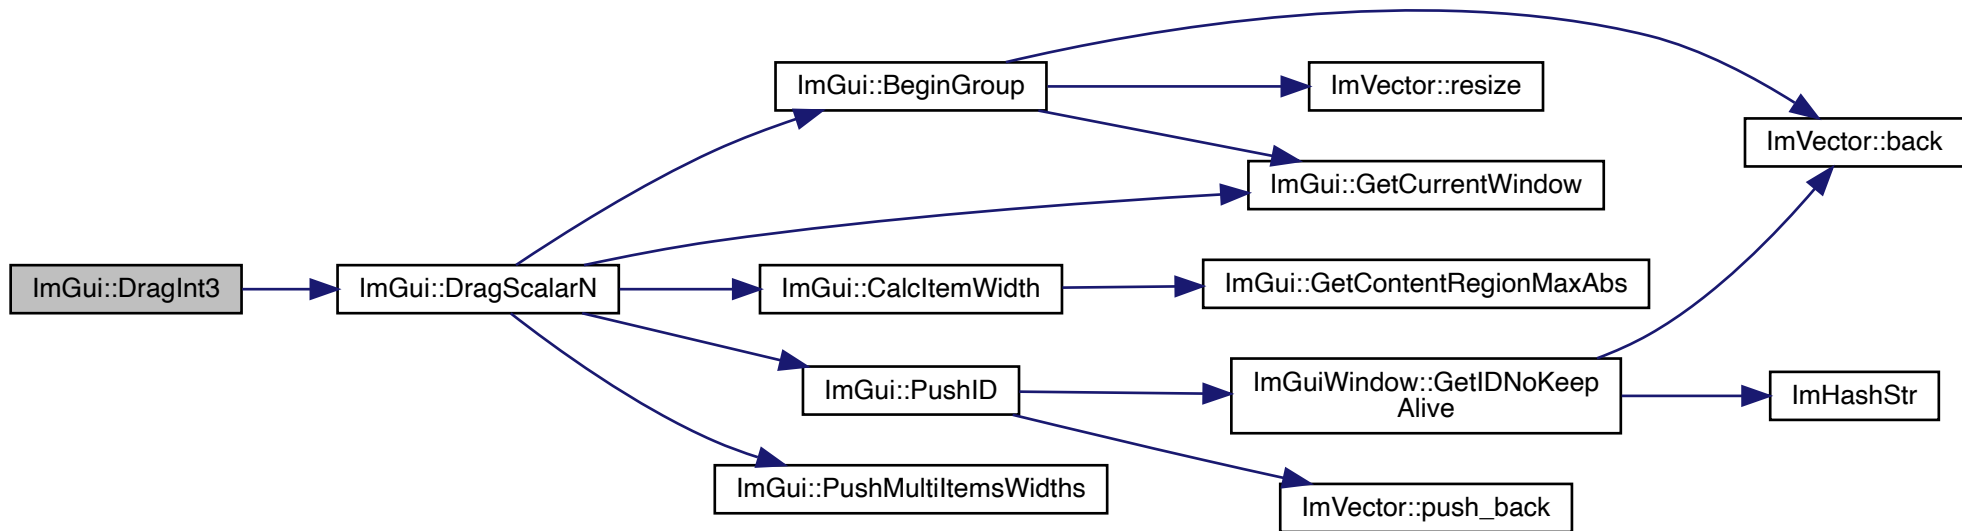 ImGui::DragInt3
ImGui::DragScalarN
ImGui::BeginGroup
ImGui::CalcItemWidth
ImGui::PushID
ImGui::PushMultiItemsWidths
ImVector::resize
ImGui::GetCurrentWindow
ImGui::GetContentRegionMaxAbs
ImGuiWindow::GetIDNoKeep
Alive
ImVector::push_back
ImVector::back
ImHashStr